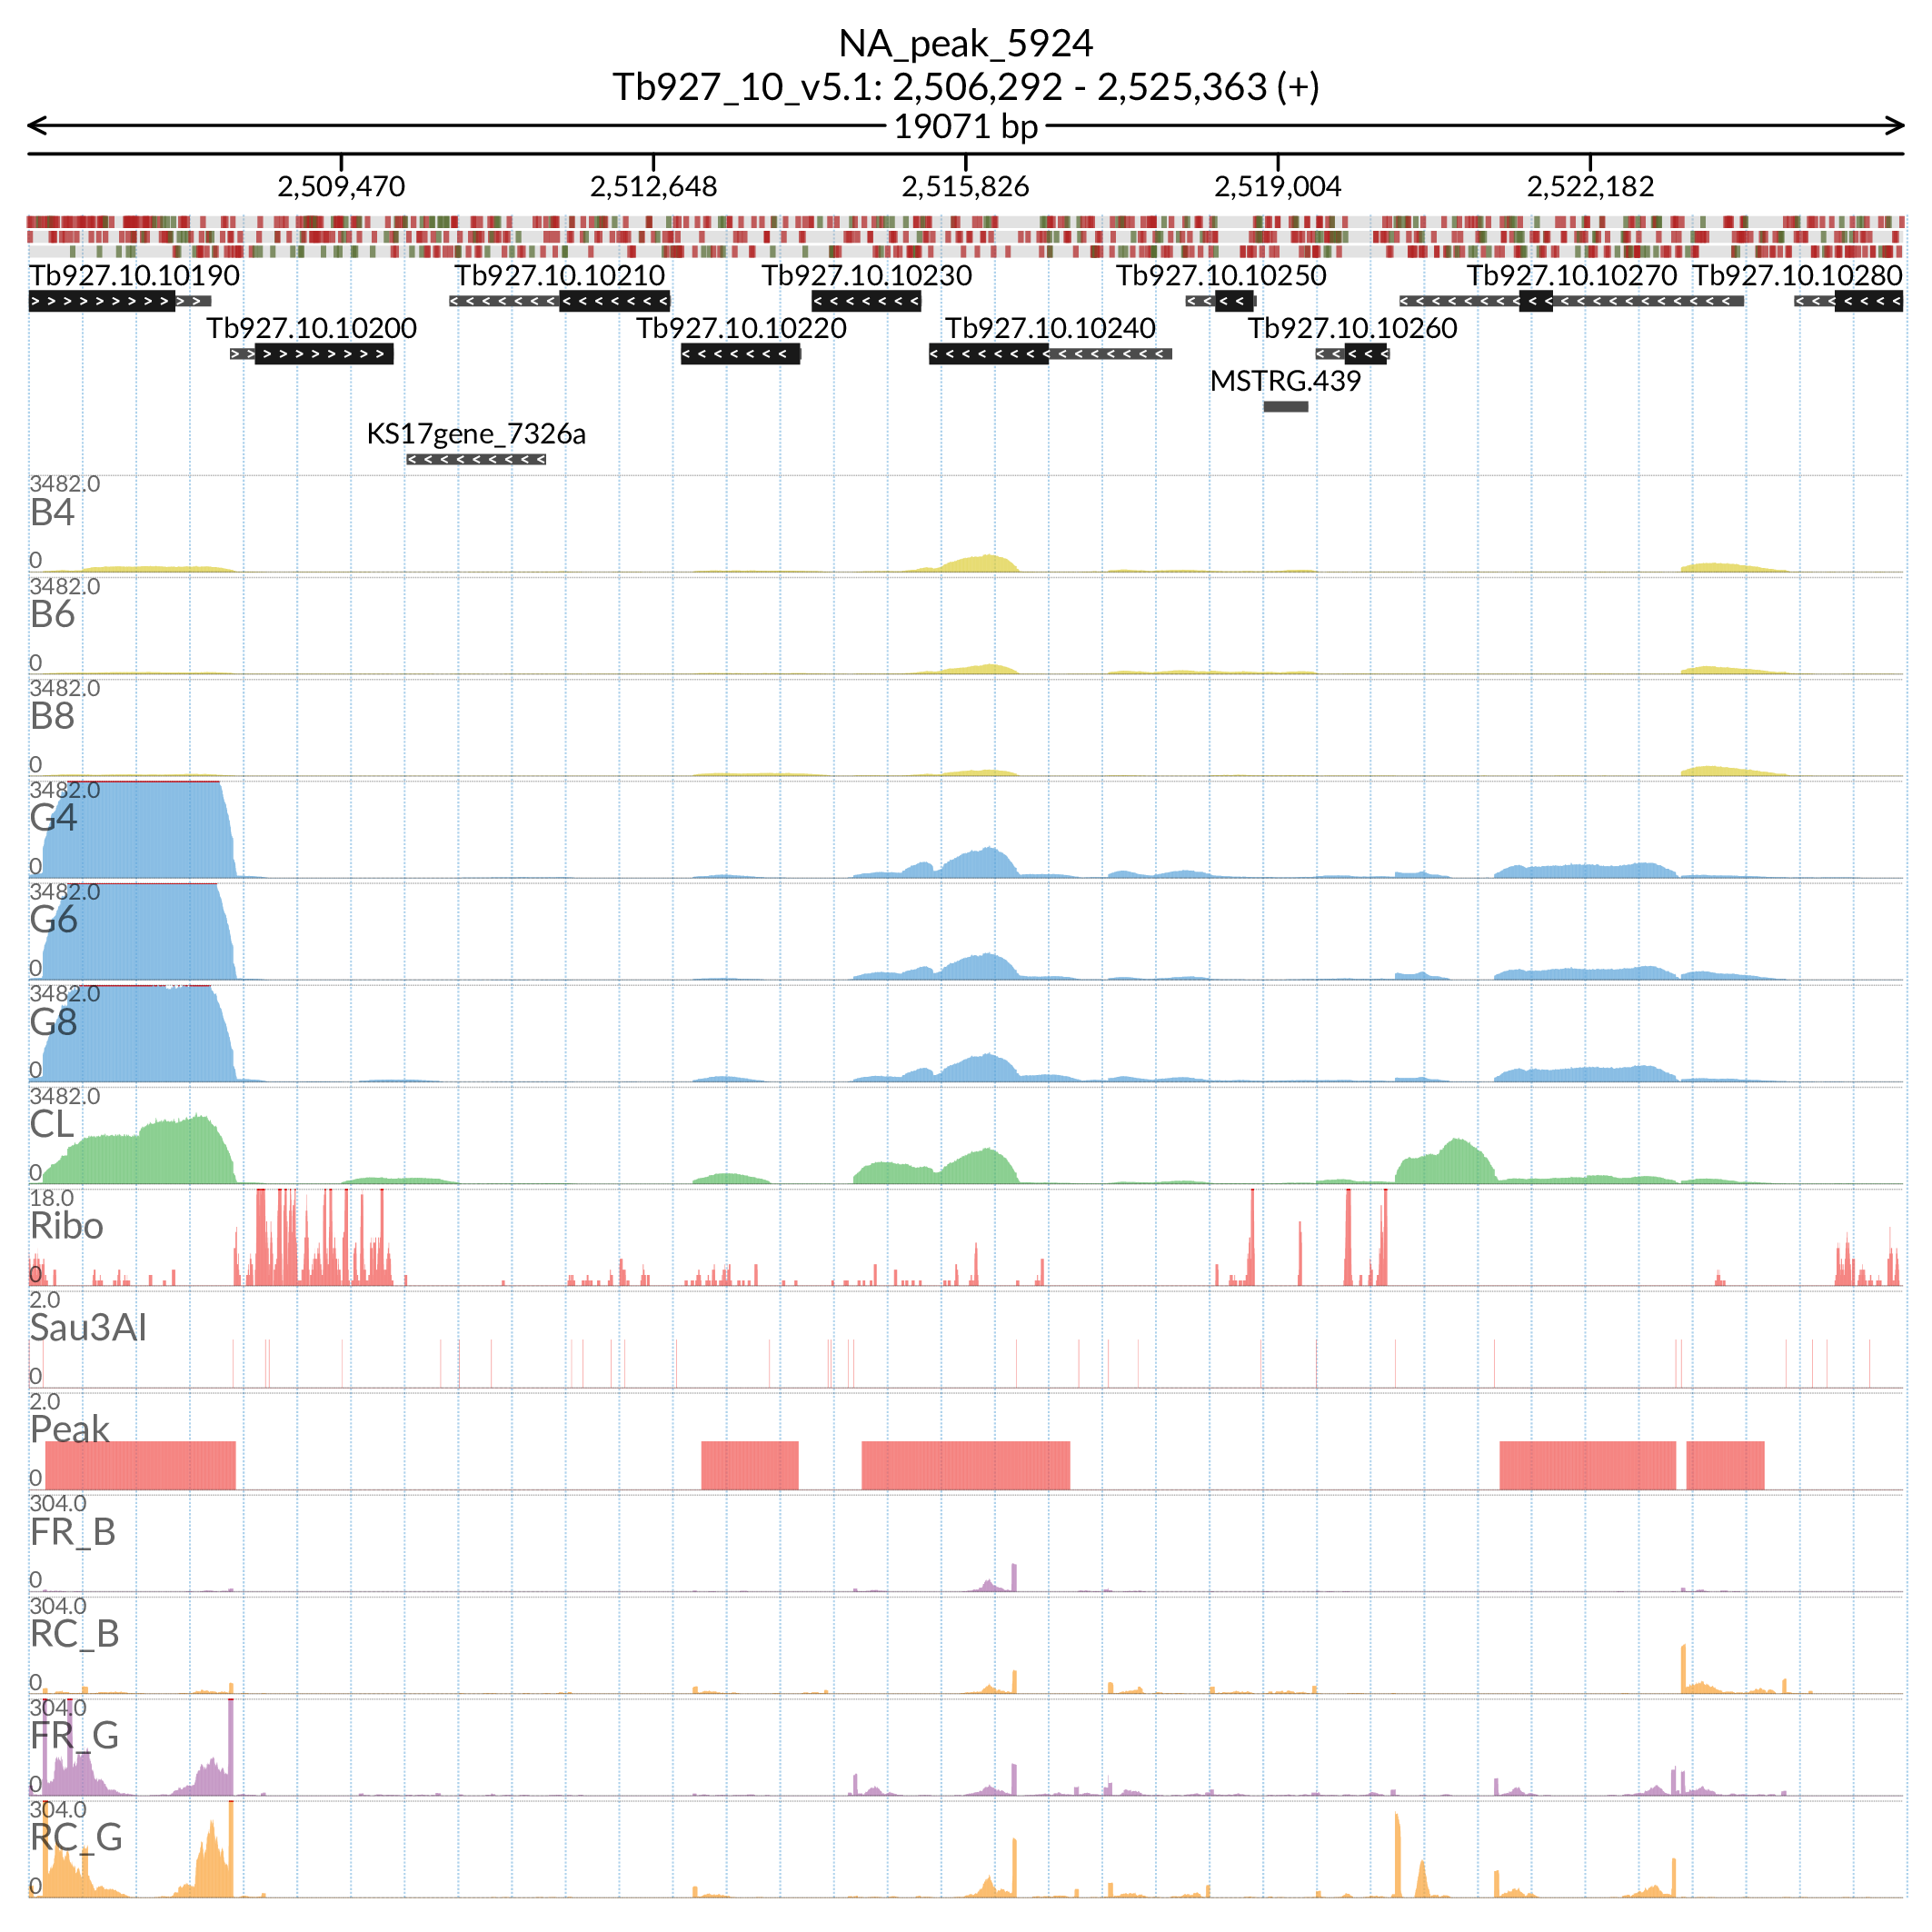 NA_peak_5924
Tb927_10_v5.1: 2,506,292 - 2,525,363 (+)
19071 bp
2,509,470 2,512,648 2,515,826 2,519,004 2,522,182
Tb927.10.10190 Tb927.10.10210 Tb927.10.10230 Tb927.10.10250 Tb927.10.10270 Tb927.10.10280
Tb927.10.10200 Tb927.10.10220 Tb927.10.10240 Tb927.10.10260
MSTRG.439
KS17gene_7326a
3482.0
B4
0
3482.0
B6
0
3482.0
B8
0
3482.0
G4
0
3482.0
G6
0
3482.0
G8
0
3482.0
CL
0
18.0
Ribo
0
2.0
Sau3AI
0
2.0
Peak
0
304.0
FR_B
0
304.0
RC_B
0
304.0
FR_G
0
304.0
RC_G
0